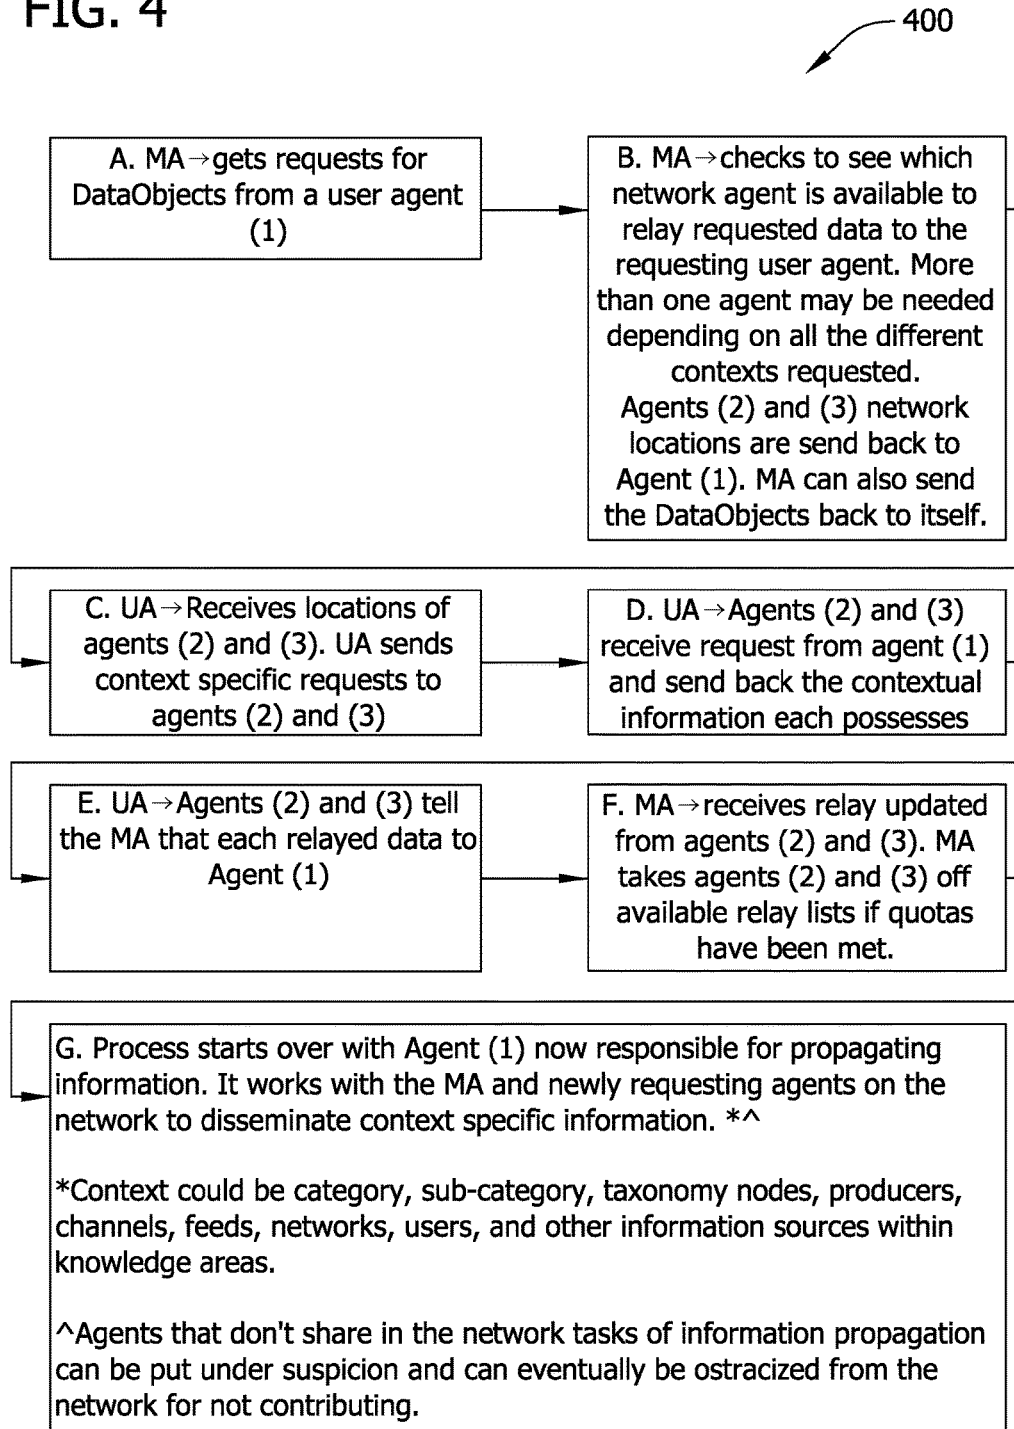 FIG. 4
400
A. MA→gets requests for
DataObjects from a user agent
(1)
B. MA→checks to see which
network agent is available to
relay requested data to the
requesting user agent. More
than one agent may be needed
depending on all the different
contexts requested.
Agents (2) and (3) network
locations are send back to
Agent (1). MA can also send
the DataObjects back to itself.
C. UA→Receives locations of
agents (2) and (3). UA sends
context specific requests to
agents (2) and (3)
D. UA→Agents (2) and (3)
receive request from agent (1)
and send back the contextual
information each possesses
E. UA→Agents (2) and (3) tell
the MA that each relayed data to
Agent (1)
F. MA→receives relay updated
from agents (2) and (3). MA
takes agents (2) and (3) off
available relay lists if quotas
have been met.
G. Process starts over with Agent (1) now responsible for propagating
information. It works with the MA and newly requesting agents on the
network to disseminate context specific information. *^
*Context could be category, sub-category, taxonomy nodes, producers,
channels, feeds, networks, users, and other information sources within
knowledge areas.
^Agents that don't share in the network tasks of information propagation
can be put under suspicion and can eventually be ostracized from the
network for not contributing.